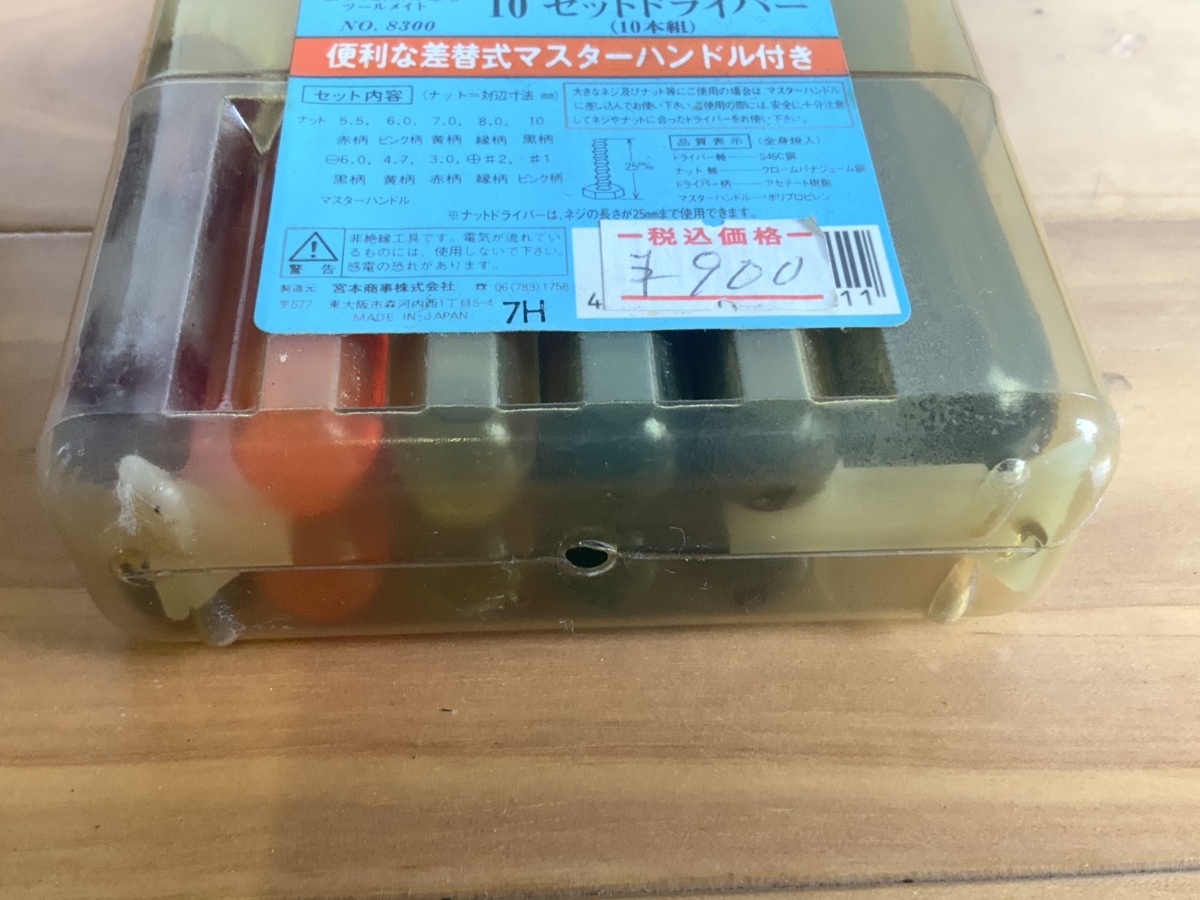 ツールメイト
NO. 8300
10 セットドライバー
(10本組)
便利な差替式マスターハンドル付き
セット内容 (ナット=対辺寸法 ㎜)
ナット 5.5, 6.0, 7.0, 8.0, 10
赤柄 ピンク柄 黄柄 緑柄 黒柄
⊖6.0, 4.7, 3.0, ⊕#2, #1
黒柄 黄柄 赤柄 緑柄 ピンク柄
マスターハンドル
大きなネジ及びナット等にご使用の場合は、マスターハンドル
に差し込んでお使い下さい。ご使用の際には、安全に十分注意
してネジやナットに合ったドライバーをお使い下さい。
25㎜
品質表示 (全身焼入)
ドライバー軸――S45C鋼
ナット軸――クロームバナジューム鋼
ドライバー柄――アセテート樹脂
マスターハンドル――ポリプロピレン
※ナットドライバーは、ネジの長さが25mmまで使用できます。
警告
非絶縁工具です。電気が流れてい
るものには、使用しないで下さい。
感電の恐れがあります。
製造元 宮本商事株式会社 ☎ 06(783)1758
〒577 東大阪市森河内西1丁目5-4
MADE IN JAPAN
7H
税込価格
¥900
4
11